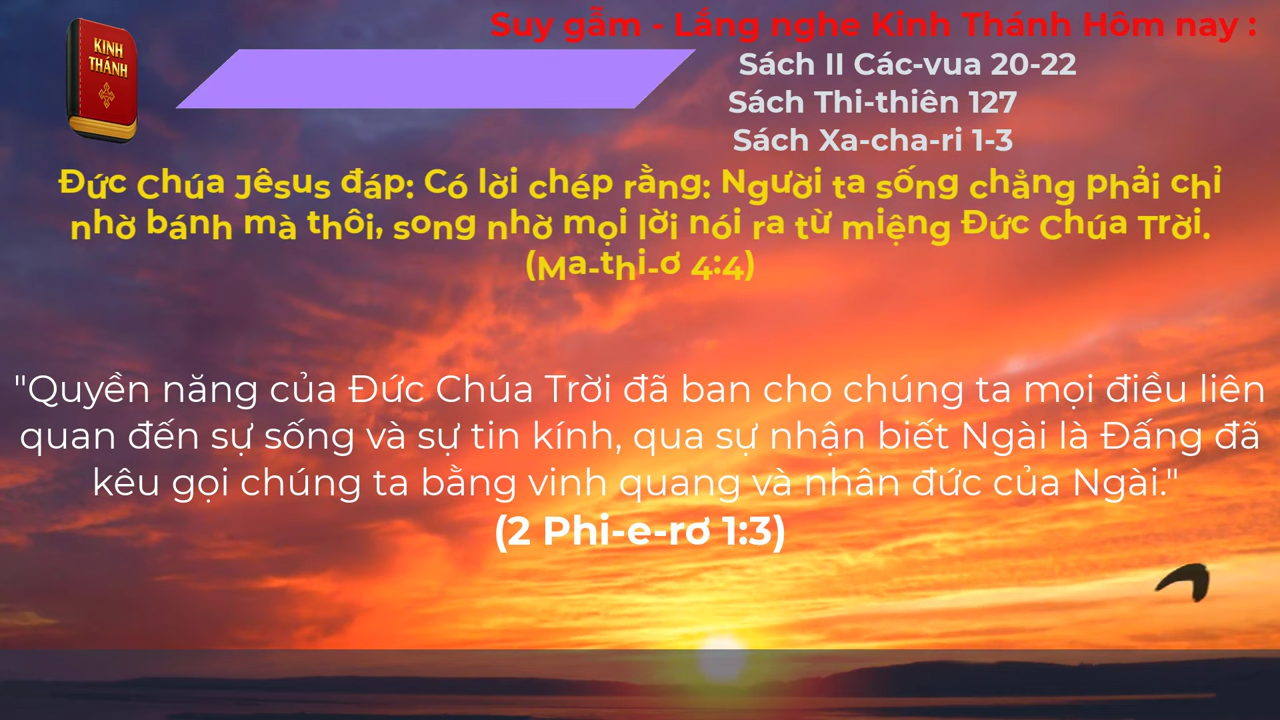 Suy gẫm - Lắng nghe Kinh Thánh Hôm nay :
KINH
THÁNH
Sách II Các-vua 20-22
Sách Thi-thiên 127
Sách Xa-cha-ri 1-3
Đức Chúa Jêsus đáp: Có lời chép rằng: Người ta sống chẳng phải chỉ
nhờ bánh mà thôi, song nhờ mọi lời nói ra từ miệng Đức Chúa Trời.
(Ma-thi-ơ 4:4)
"Quyền năng của Đức Chúa Trời đã ban cho chúng ta mọi điều liên
quan đến sự sống và sự tin kính, qua sự nhận biết Ngài là Đấng đã
kêu gọi chúng ta bằng vinh quang và nhân đức của Ngài."
(2 Phi-e-rơ 1:3)